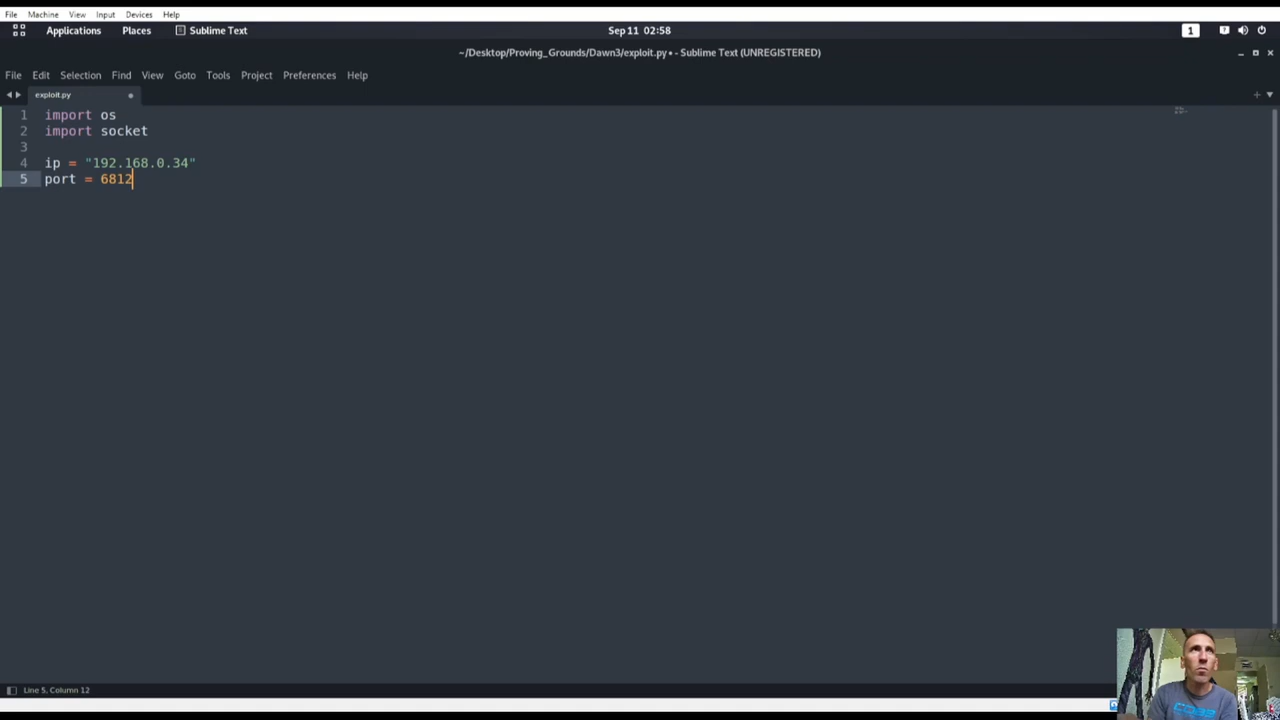 File Machine View Input Devices Help
Applications Places Sublime Text Sep 11 02:58 1
~/Desktop/Proving_Grounds/Dawn3/exploit.py • - Sublime Text (UNREGISTERED)
File Edit Selection Find View Goto Tools Project Preferences Help
exploit.py
1 import os
2 import socket
3
4 ip = "192.168.0.34"
5 port = 6812
Line 5, Column 12